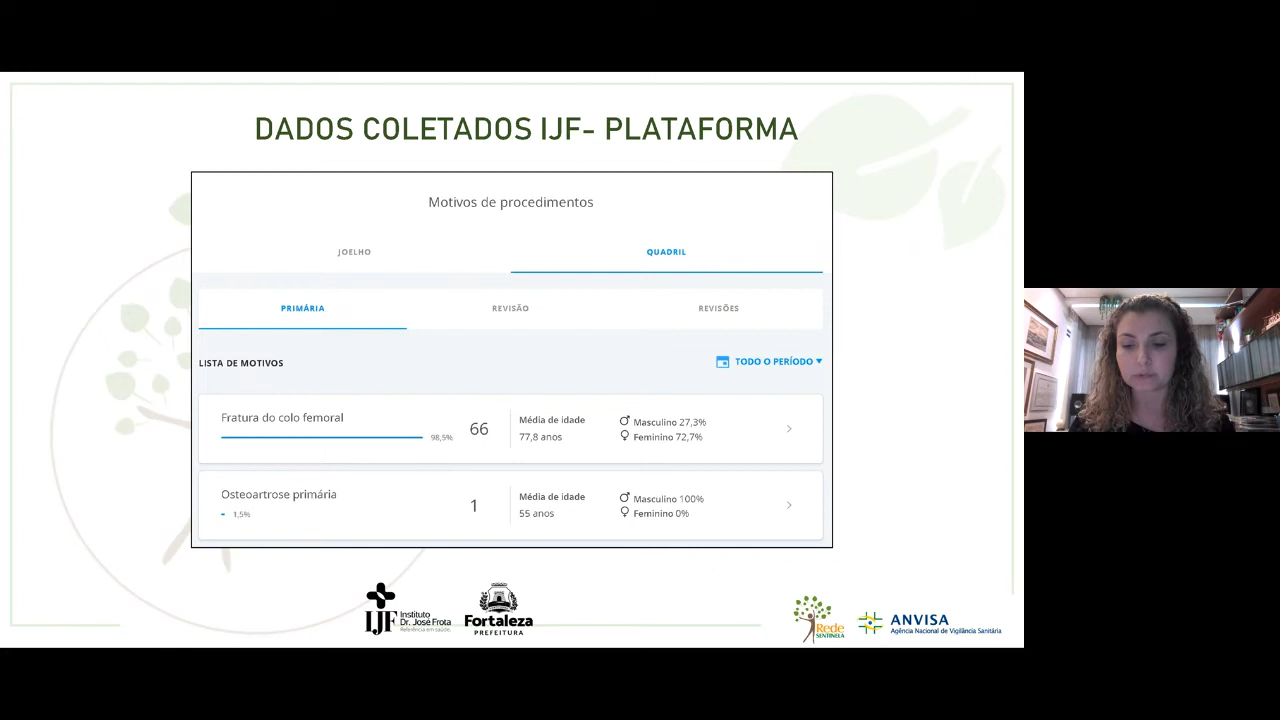 DADOS COLETADOS IJF- PLATAFORMA
Motivos de procedimentos
JOELHO
QUADRIL
PRIMÁRIA
REVISÃO
REVISÕES
LISTA DE MOTIVOS
TODO O PERÍODO
Fratura do colo femoral
98,5%
66
Média de idade
77,8 anos
Masculino 27,3%
Feminino 72,7%
Osteoartrose primária
1,5%
1
Média de idade
55 anos
Masculino 100%
Feminino 0%
IJF
Instituto
Dr. José Frota
Referência em saúde
Fortaleza
PREFEITURA
Rede
SENTINELA
ANVISA
Agência Nacional de Vigilância Sanitária